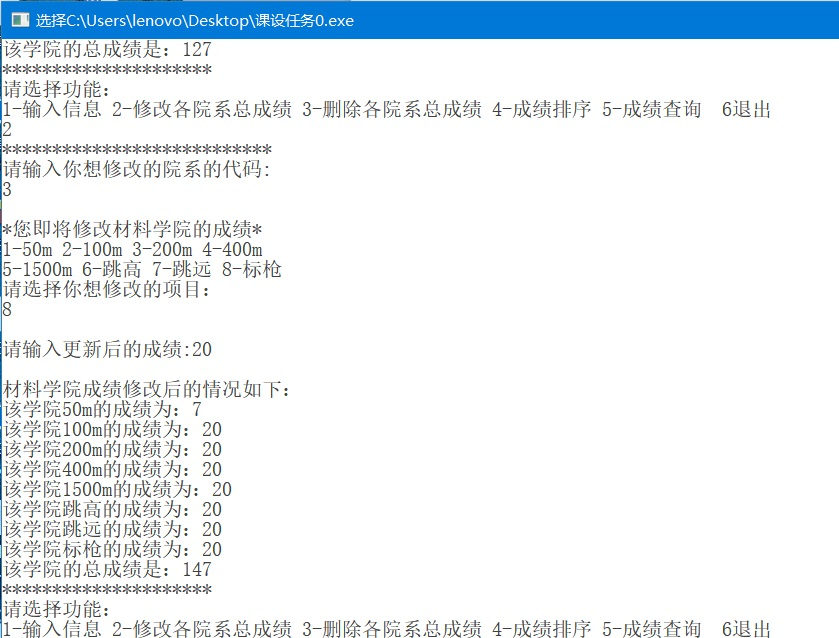 选择C:\Users\lenovo\Desktop\课设任务0.exe
该学院的总成绩是：127
*********************
请选择功能：
1-输入信息 2-修改各院系总成绩 3-删除各院系总成绩 4-成绩排序 5-成绩查询  6退出
2
***************************
请输入你想修改的院系的代码：
3
*您即将修改材料学院的成绩*
1-50m 2-100m 3-200m 4-400m
5-1500m 6-跳高 7-跳远 8-标枪
请选择你想修改的项目：
8
请输入更新后的成绩:20
材料学院成绩修改后的情况如下：
该学院50m的成绩为：7
该学院100m的成绩为：20
该学院200m的成绩为：20
该学院400m的成绩为：20
该学院1500m的成绩为：20
该学院跳高的成绩为：20
该学院跳远的成绩为：20
该学院标枪的成绩为：20
该学院的总成绩是：147
*********************
请选择功能：
1-输入信息 2-修改各院系总成绩 3-删除各院系总成绩 4-成绩排序 5-成绩查询  6退出